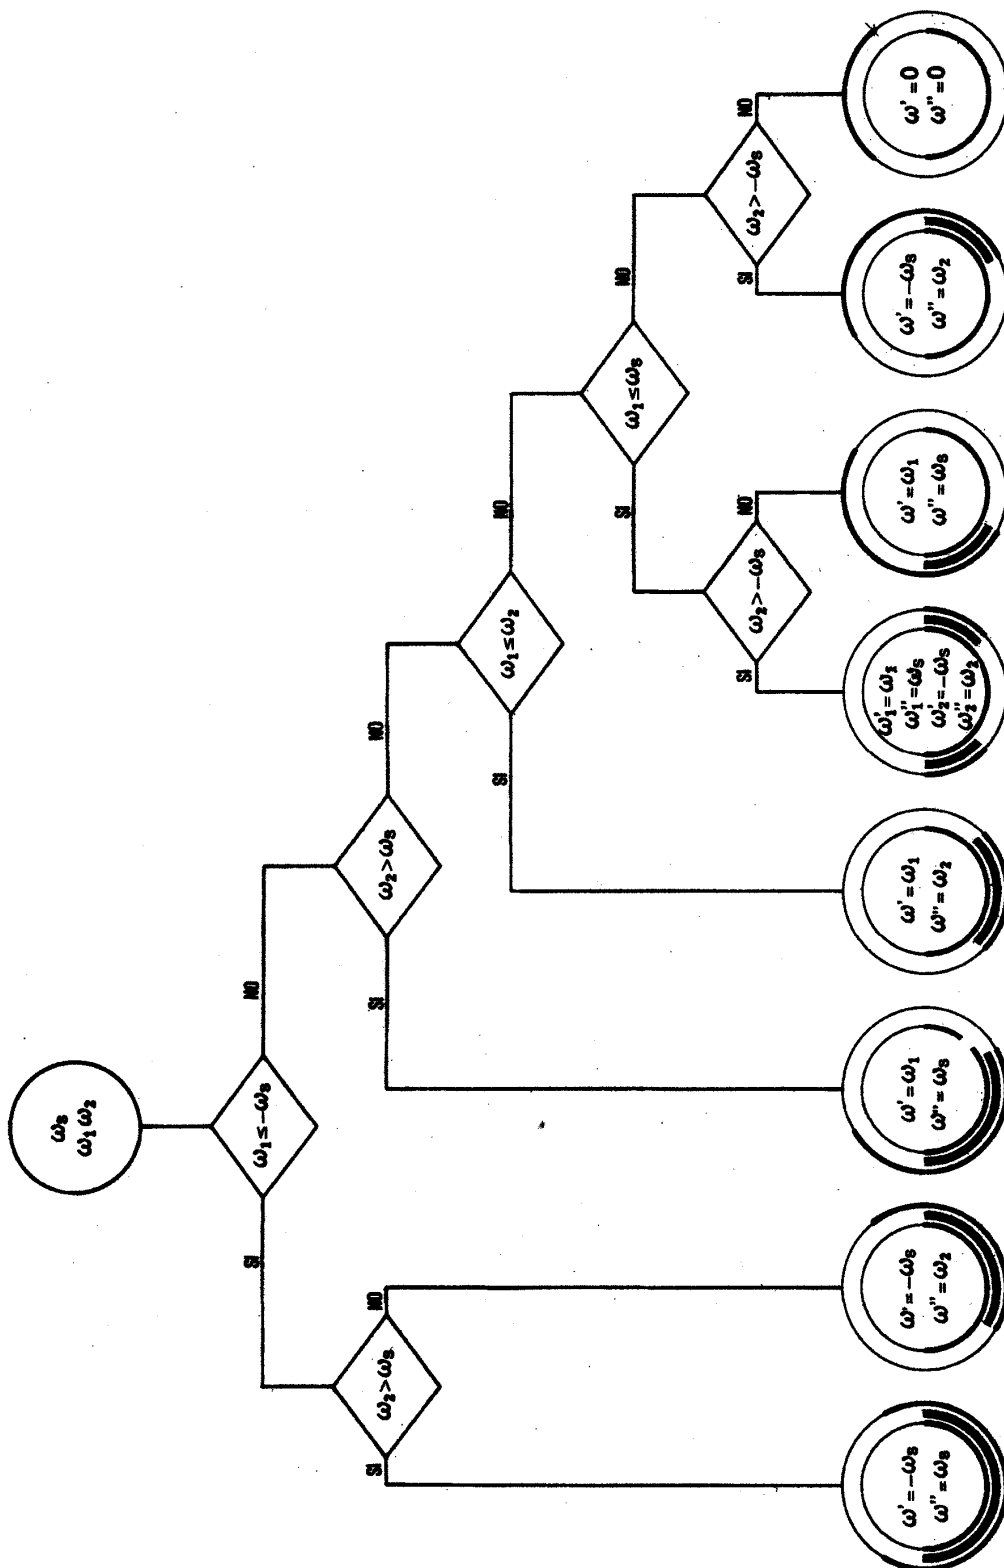 ωs
ω1 ω2
ω1 ≤ -ωs
SI
NO
ω2 > ωs
SI
NO
ω2 > ωs
SI
NO
ω1 ≤ ω2
SI
NO
ω1 ≤ ωs
SI
NO
ω2 > -ωs
SI
NO
ω2 > -ωs
SI
NO
ω' = -ωs
ω'' = ωs
ω' = -ωs
ω'' = ω2
ω' = ω1
ω'' = ωs
ω' = ω1
ω'' = ω2
ω'1 = ω1
ω''1 = ωs
ω'2 = -ωs
ω''2 = ω2
ω' = ω1
ω'' = ωs
ω' = -ωs
ω'' = ω2
ω' = 0
ω'' = 0